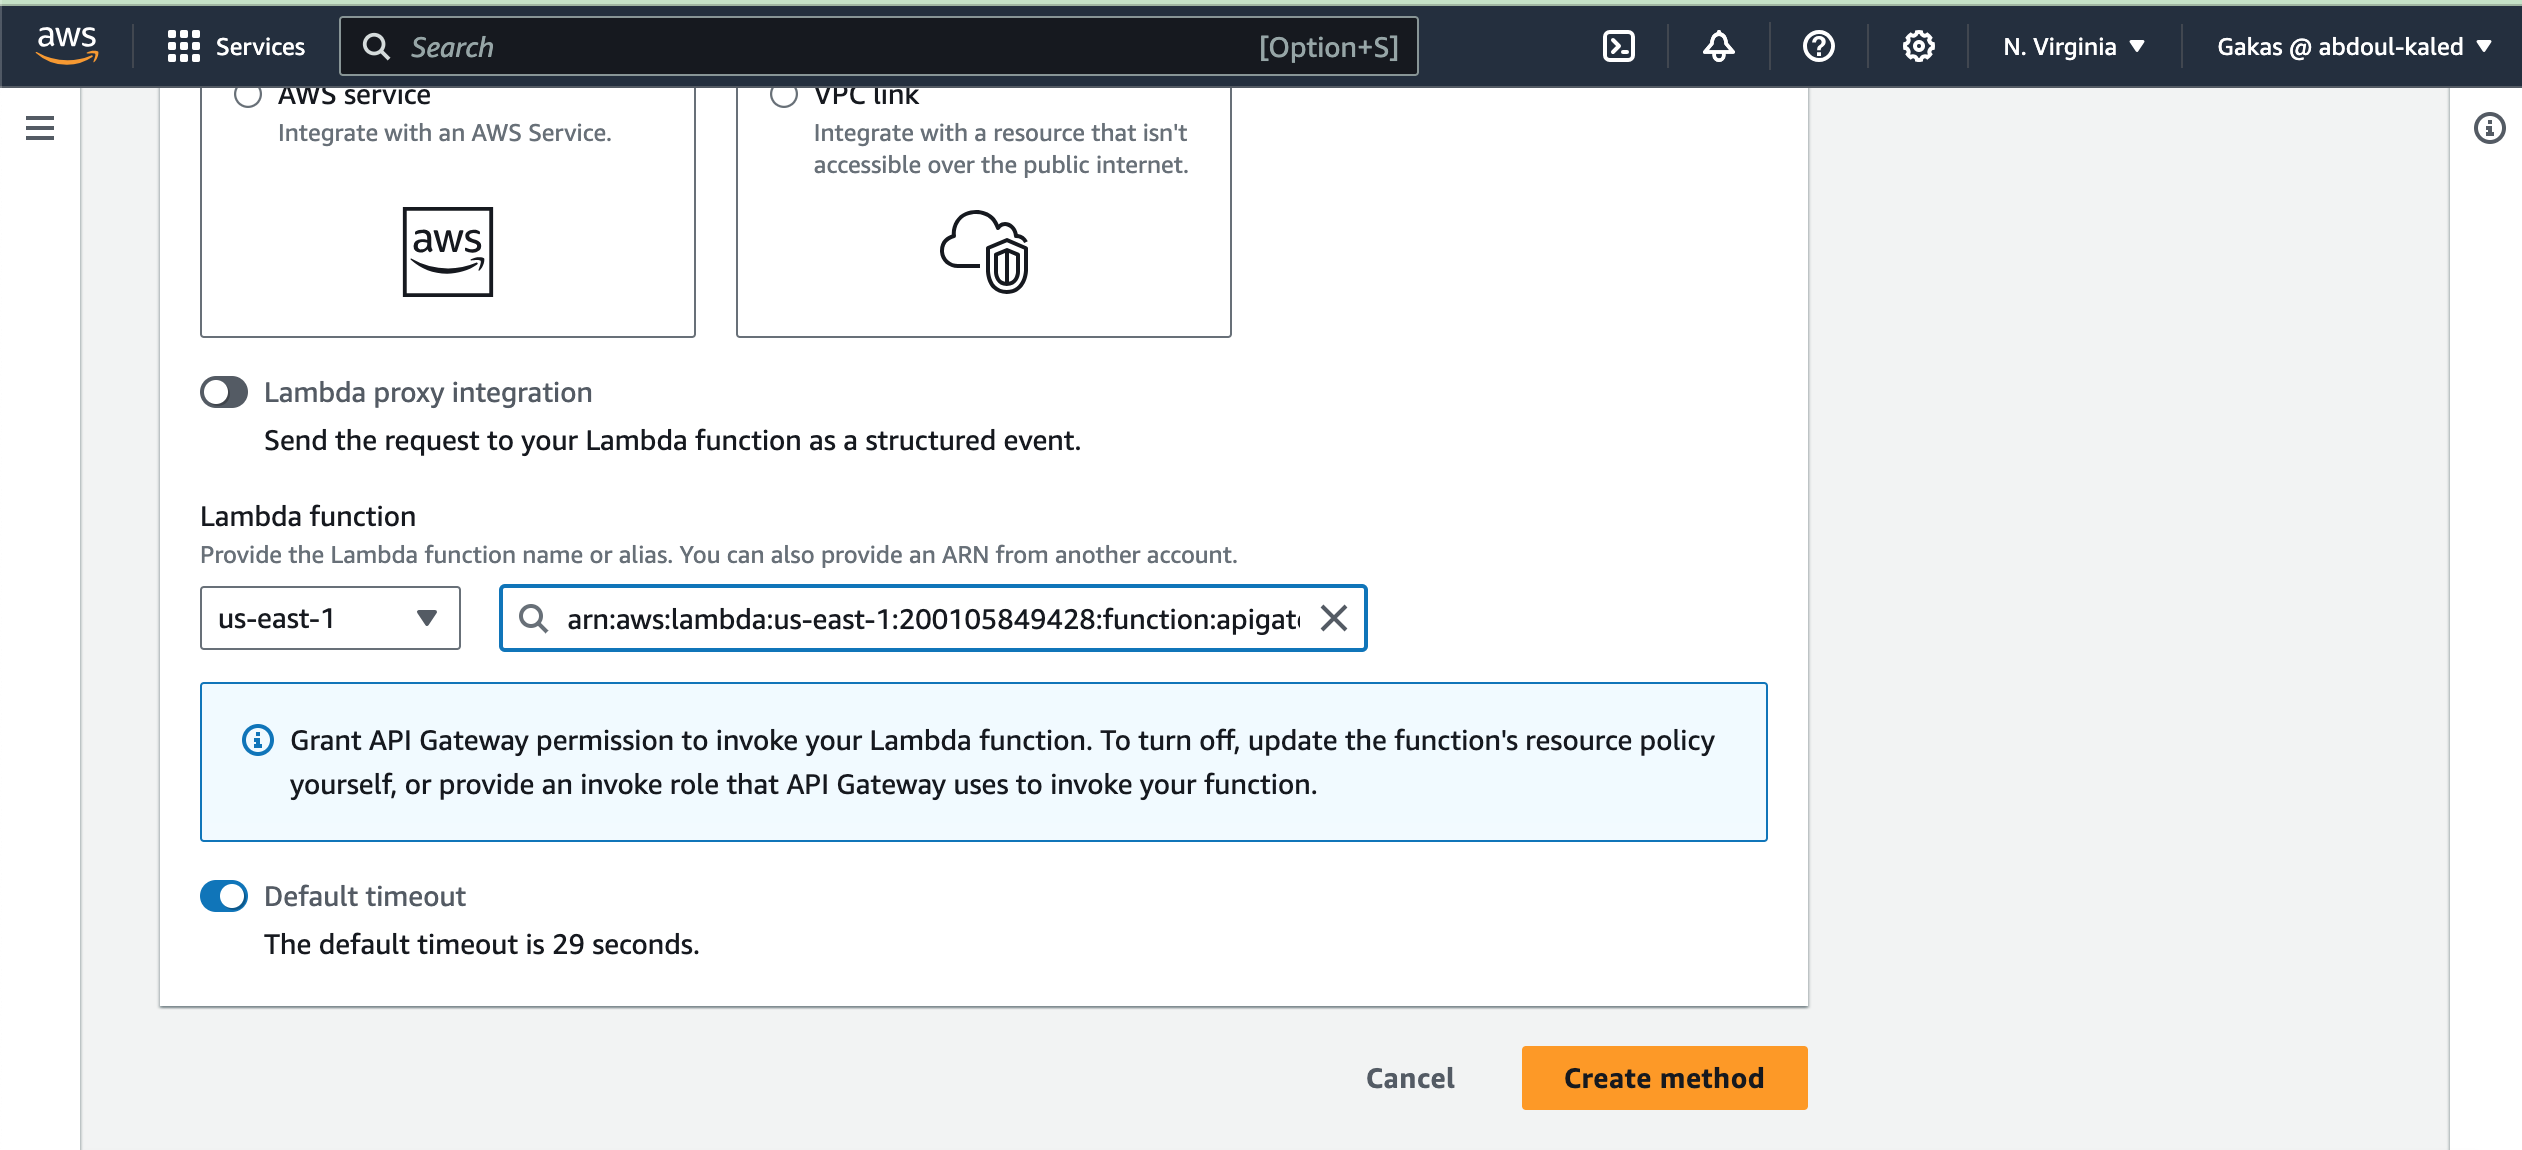 aws
Services
Search
[Option+S]
N. Virginia
Gakas @ abdoul-kaled
AWS service
Integrate with an AWS Service.
aws
VPC link
Integrate with a resource that isn't
accessible over the public internet.
Lambda proxy integration
Send the request to your Lambda function as a structured event.
Lambda function
Provide the Lambda function name or alias. You can also provide an ARN from another account.
us-east-1
arn:aws:lambda:us-east-1:200105849428:function:apigat
Grant API Gateway permission to invoke your Lambda function. To turn off, update the function's resource policy
yourself, or provide an invoke role that API Gateway uses to invoke your function.
Default timeout
The default timeout is 29 seconds.
Cancel
Create method